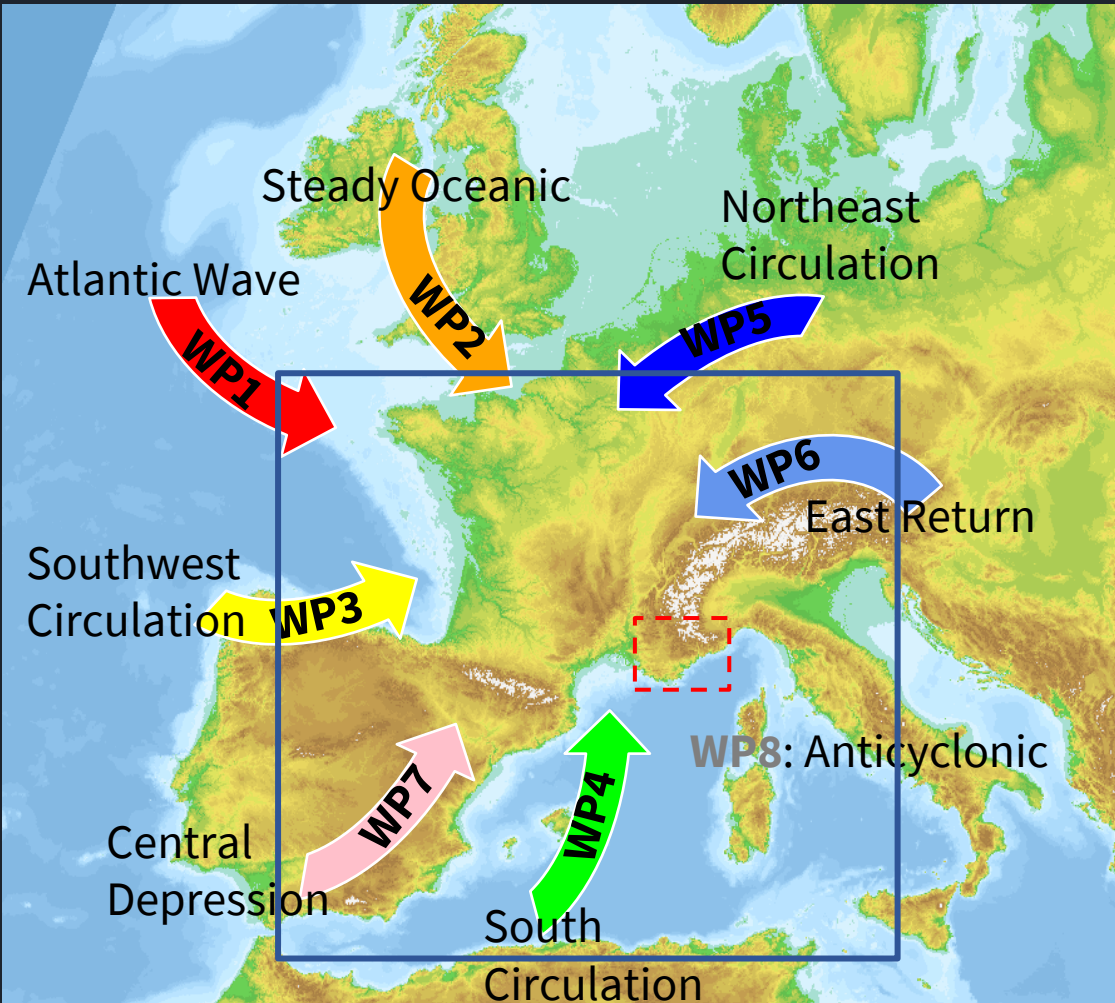 Steady Oceanic
Northeast
Circulation
Atlantic Wave
WP2
WP5
WP1
WP6
East Return
Southwest
Circulation
WP3
WP8: Anticyclonic
WP7
WP4
Central
Depression
South
Circulation